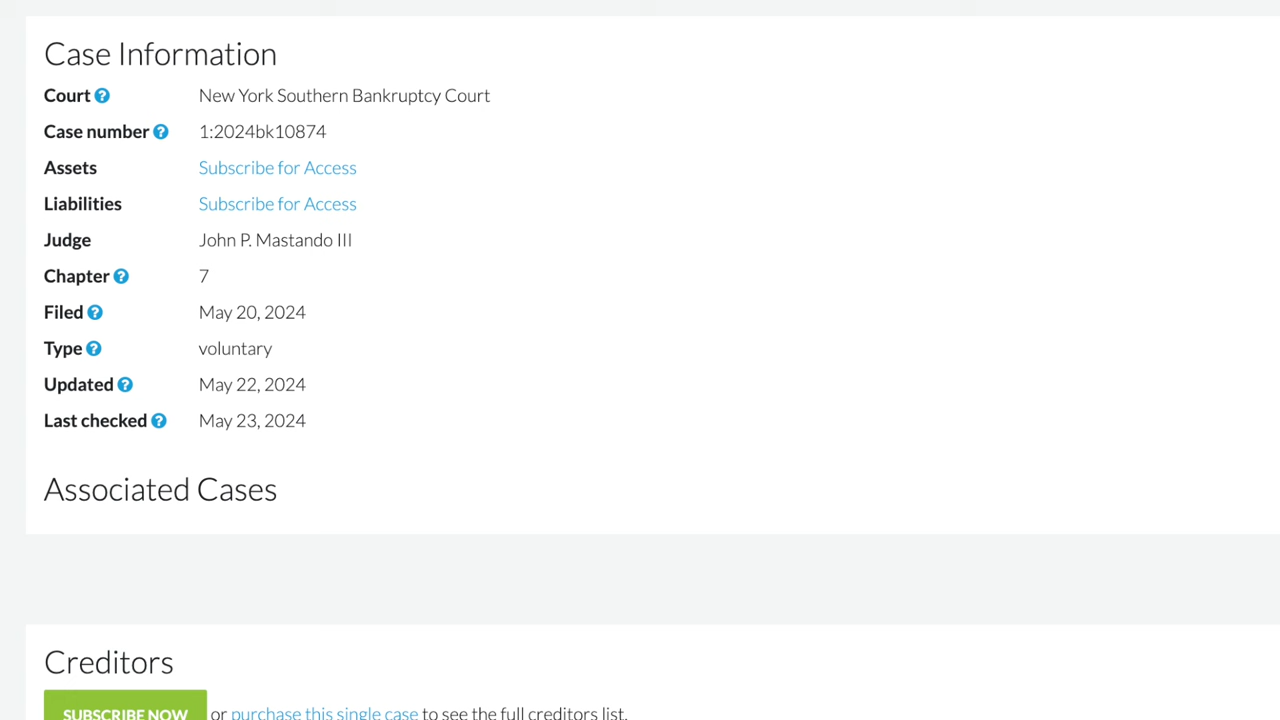 Case Information
Court ? New York Southern Bankruptcy Court
Case number ? 1:2024bk10874
Assets Subscribe for Access
Liabilities Subscribe for Access
Judge John P. Mastando III
Chapter ? 7
Filed ? May 20, 2024
Type ? voluntary
Updated ? May 22, 2024
Last checked ? May 23, 2024
Associated Cases
Creditors
SUBSCRIBE NOW or purchase this single case to see the full creditors list.